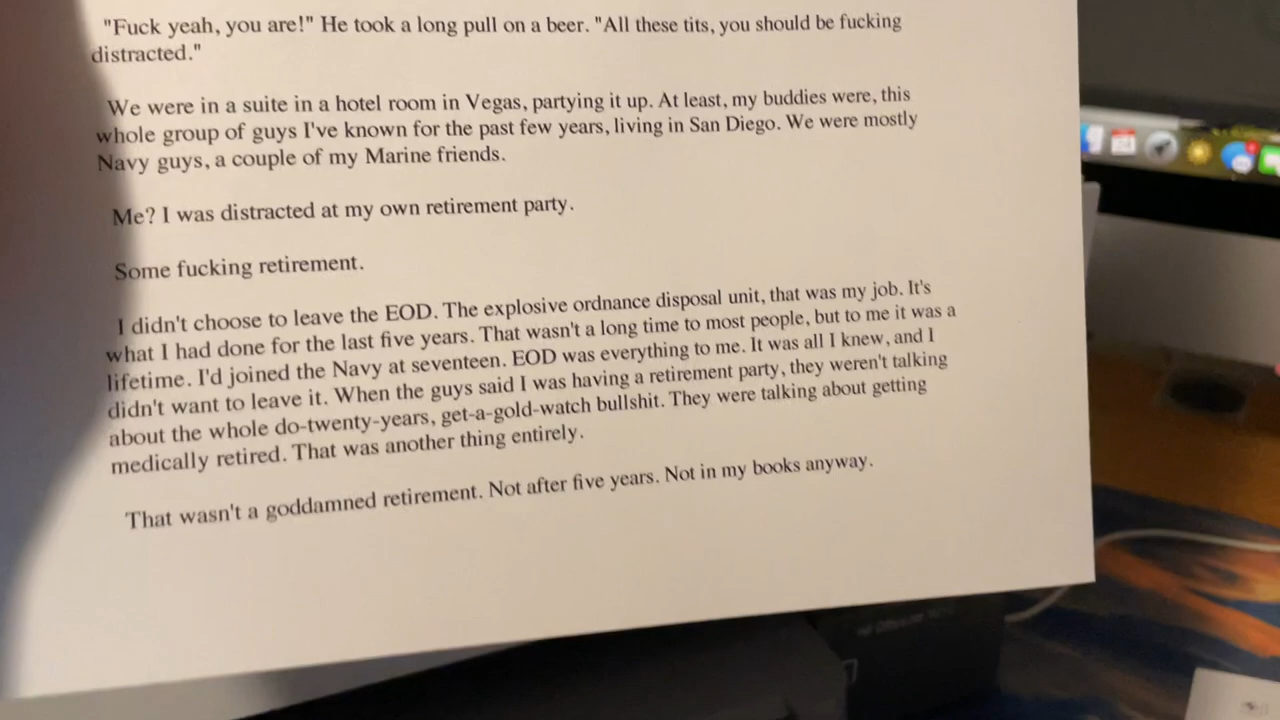 "Fuck yeah, you are!" He took a long pull on a beer. "All these tits, you should be fucking
distracted."
We were in a suite in a hotel room in Vegas, partying it up. At least, my buddies were, this
whole group of guys I've known for the past few years, living in San Diego. We were mostly
Navy guys, a couple of my Marine friends.
Me? I was distracted at my own retirement party.
Some fucking retirement.
I didn't choose to leave the EOD. The explosive ordnance disposal unit, that was my job. It's
what I had done for the last five years. That wasn't a long time to most people, but to me it was a
lifetime. I'd joined the Navy at seventeen. EOD was everything to me. It was all I knew, and I
didn't want to leave it. When the guys said I was having a retirement party, they weren't talking
about the whole do-twenty-years, get-a-gold-watch bullshit. They were talking about getting
medically retired. That was another thing entirely.
That wasn't a goddamned retirement. Not after five years. Not in my books anyway.